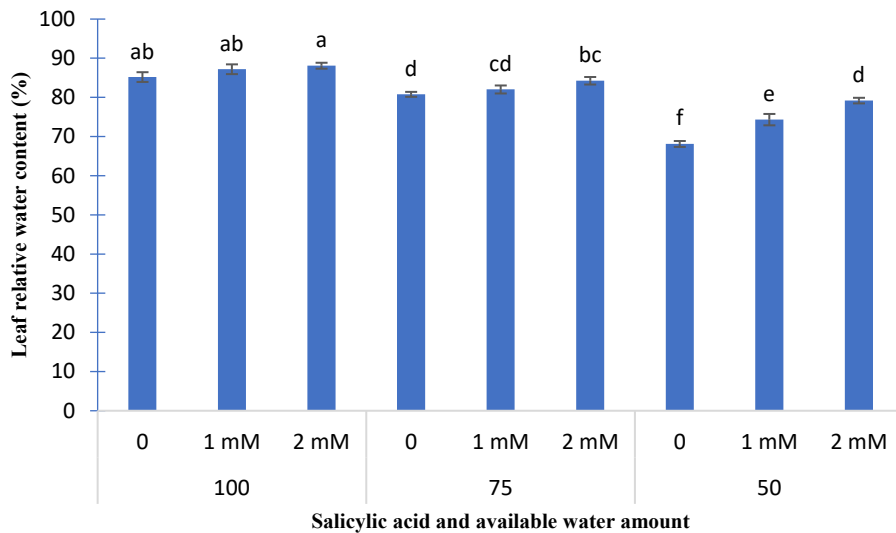 Leaf relative water content (%)
100
90
80
70
60
50
40
30
20
10
0
ab ab a d cd bc f e d
0 1 mM 2 mM 0 1 mM 2 mM 0 1 mM 2 mM
100 75 50
Salicylic acid and available water amount